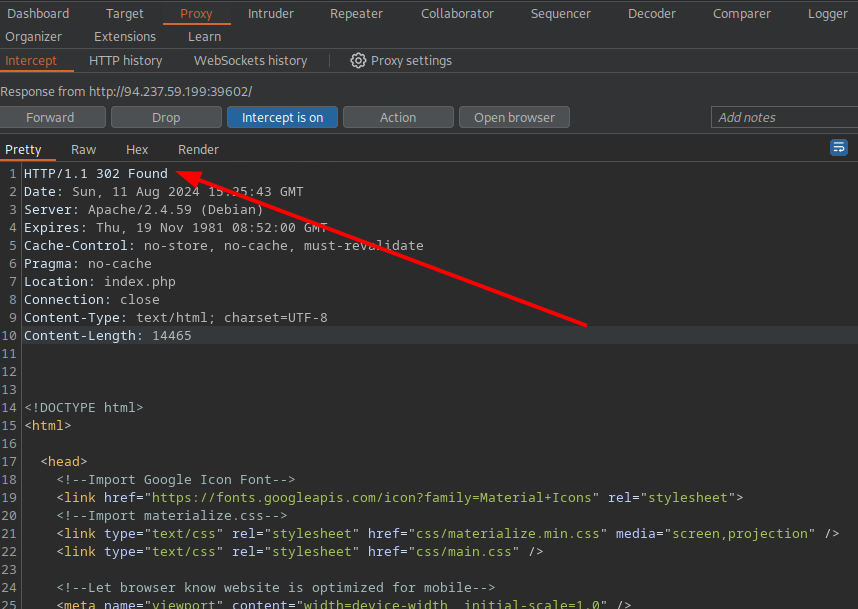 Dashboard Target Proxy Intruder Repeater Collaborator Sequencer Decoder Comparer Logger
Organizer Extensions Learn
Intercept HTTP history WebSockets history Proxy settings
Response from http://94.237.59.199:39602/
Forward Drop Intercept is on Action Open browser Add notes
Pretty Raw Hex Render
1 HTTP/1.1 302 Found
2 Date: Sun, 11 Aug 2024 15:25:43 GMT
3 Server: Apache/2.4.59 (Debian)
4 Expires: Thu, 19 Nov 1981 08:52:00 GMT
5 Cache-Control: no-store, no-cache, must-revalidate
6 Pragma: no-cache
7 Location: index.php
8 Connection: close
9 Content-Type: text/html; charset=UTF-8
10 Content-Length: 14465
11
12
13
14 <!DOCTYPE html>
15 <html>
16
17 <head>
18 <!--Import Google Icon Font-->
19 <link href="https://fonts.googleapis.com/icon?family=Material+Icons" rel="stylesheet">
20 <!--Import materialize.css-->
21 <link type="text/css" rel="stylesheet" href="css/materialize.min.css" media="screen,projection" />
22 <link type="text/css" rel="stylesheet" href="css/main.css" />
23
24 <!--Let browser know website is optimized for mobile-->
25 <meta name="viewport" content="width=device-width, initial-scale=1.0" />